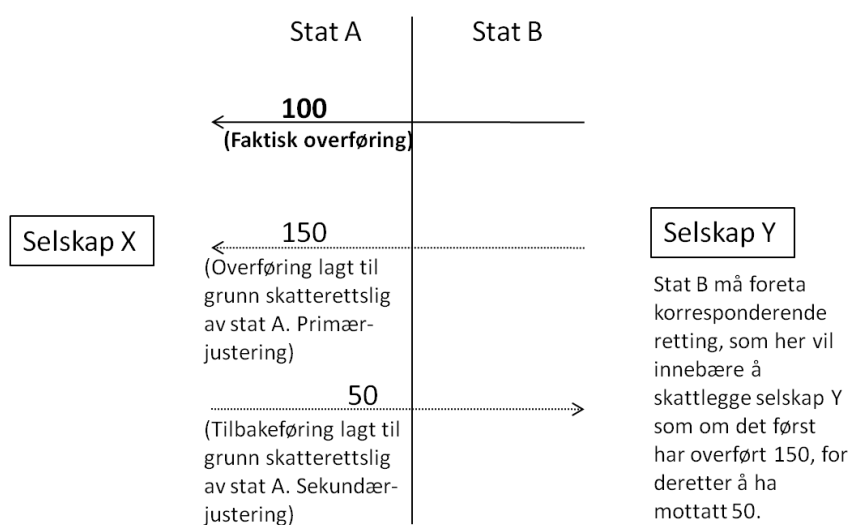 Stat A
Stat B
100
(Faktisk overføring)
Selskap X
150
(Overføring lagt til
grunn skatterettslig
av stat A. Primær-
justering)
50
(Tilbakeføring lagt til
grunn skatterettslig
av stat A. Sekundær-
justering)
Selskap Y
Stat B må foreta
korresponderende
retting, som her vil
innebære å
skattlegge selskap Y
som om det først
har overført 150, for
deretter å ha
mottatt 50.